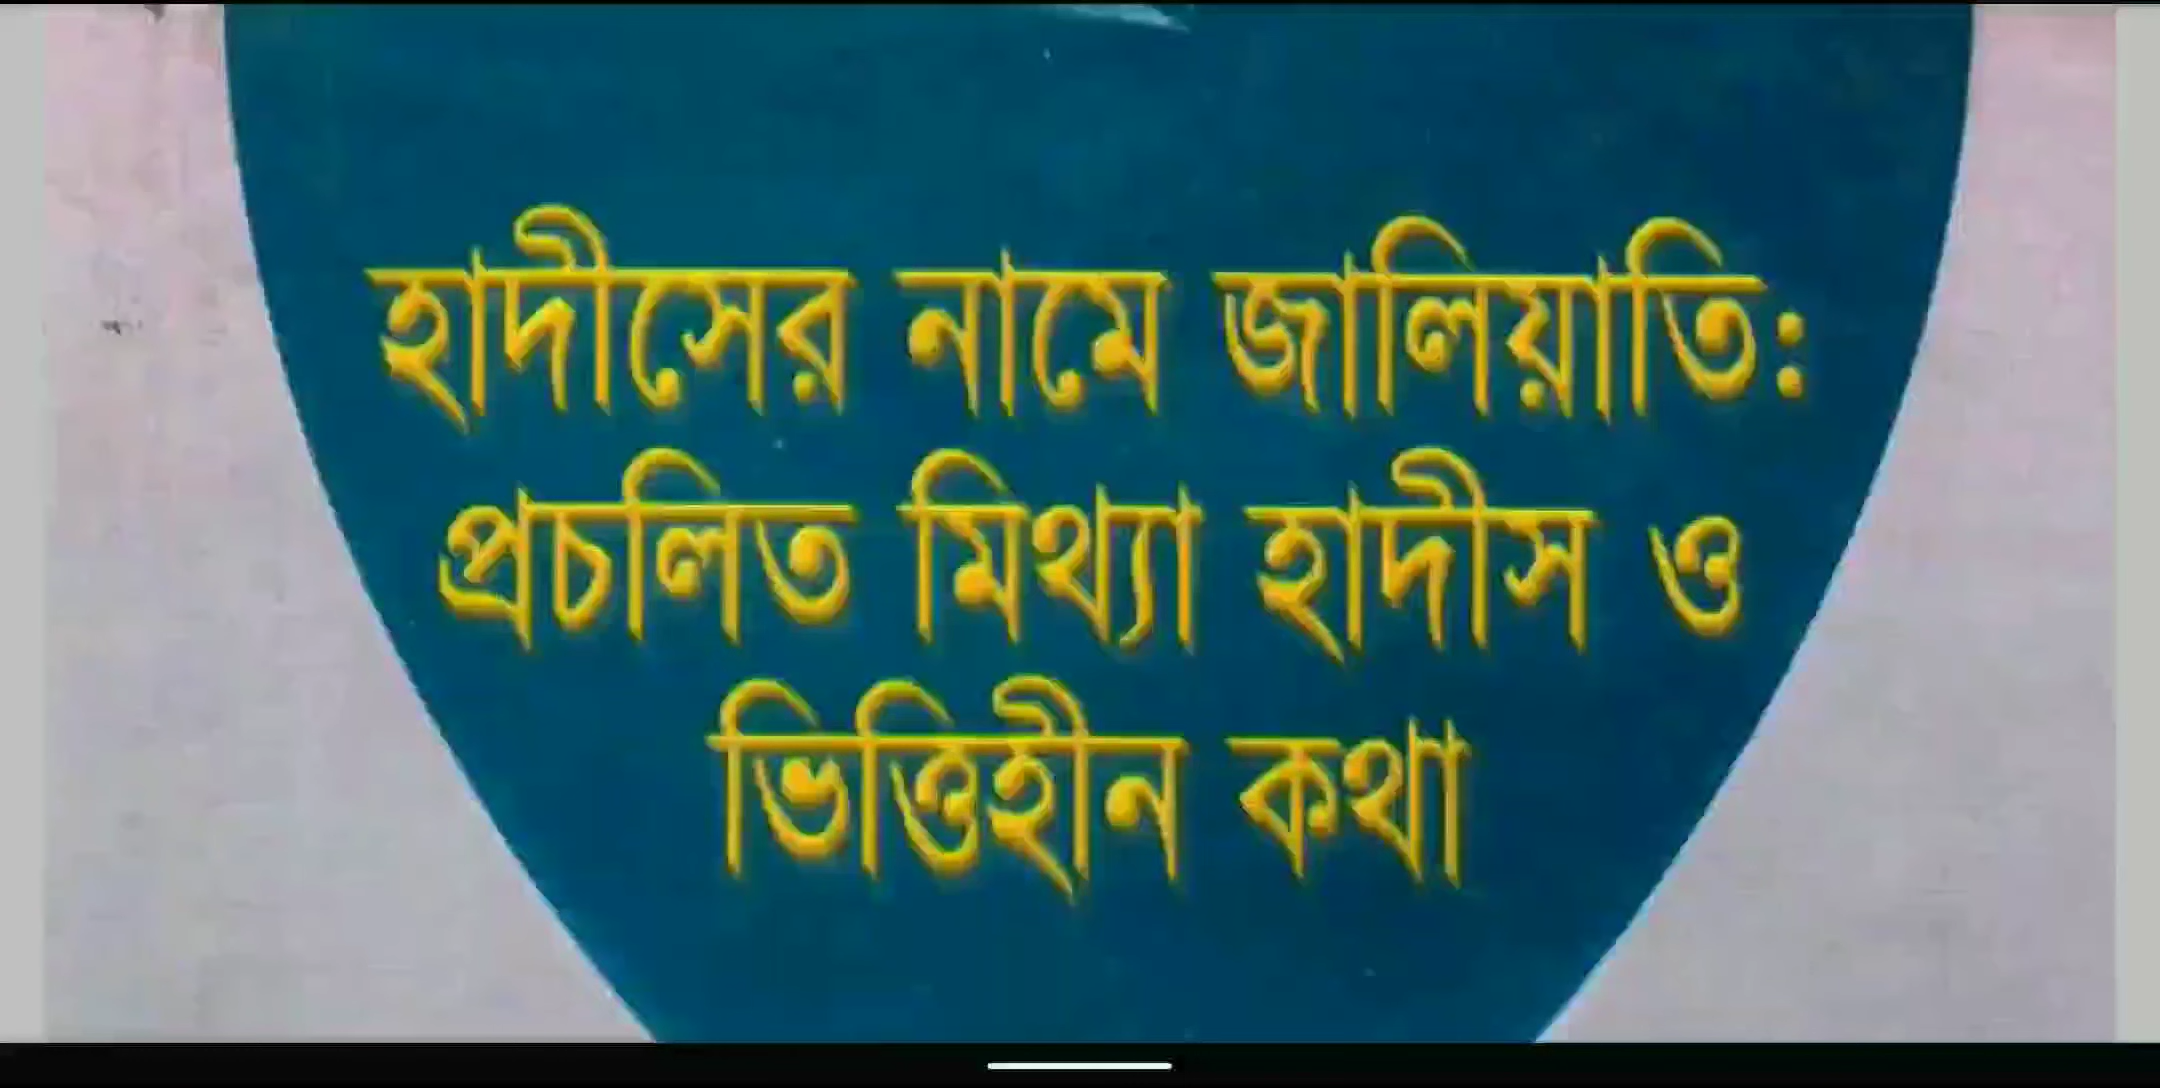 হাদীসের নামে জালিয়াতি:
প্রচলিত মিথ্যা হাদীস ও
ভিত্তিহীন কথা